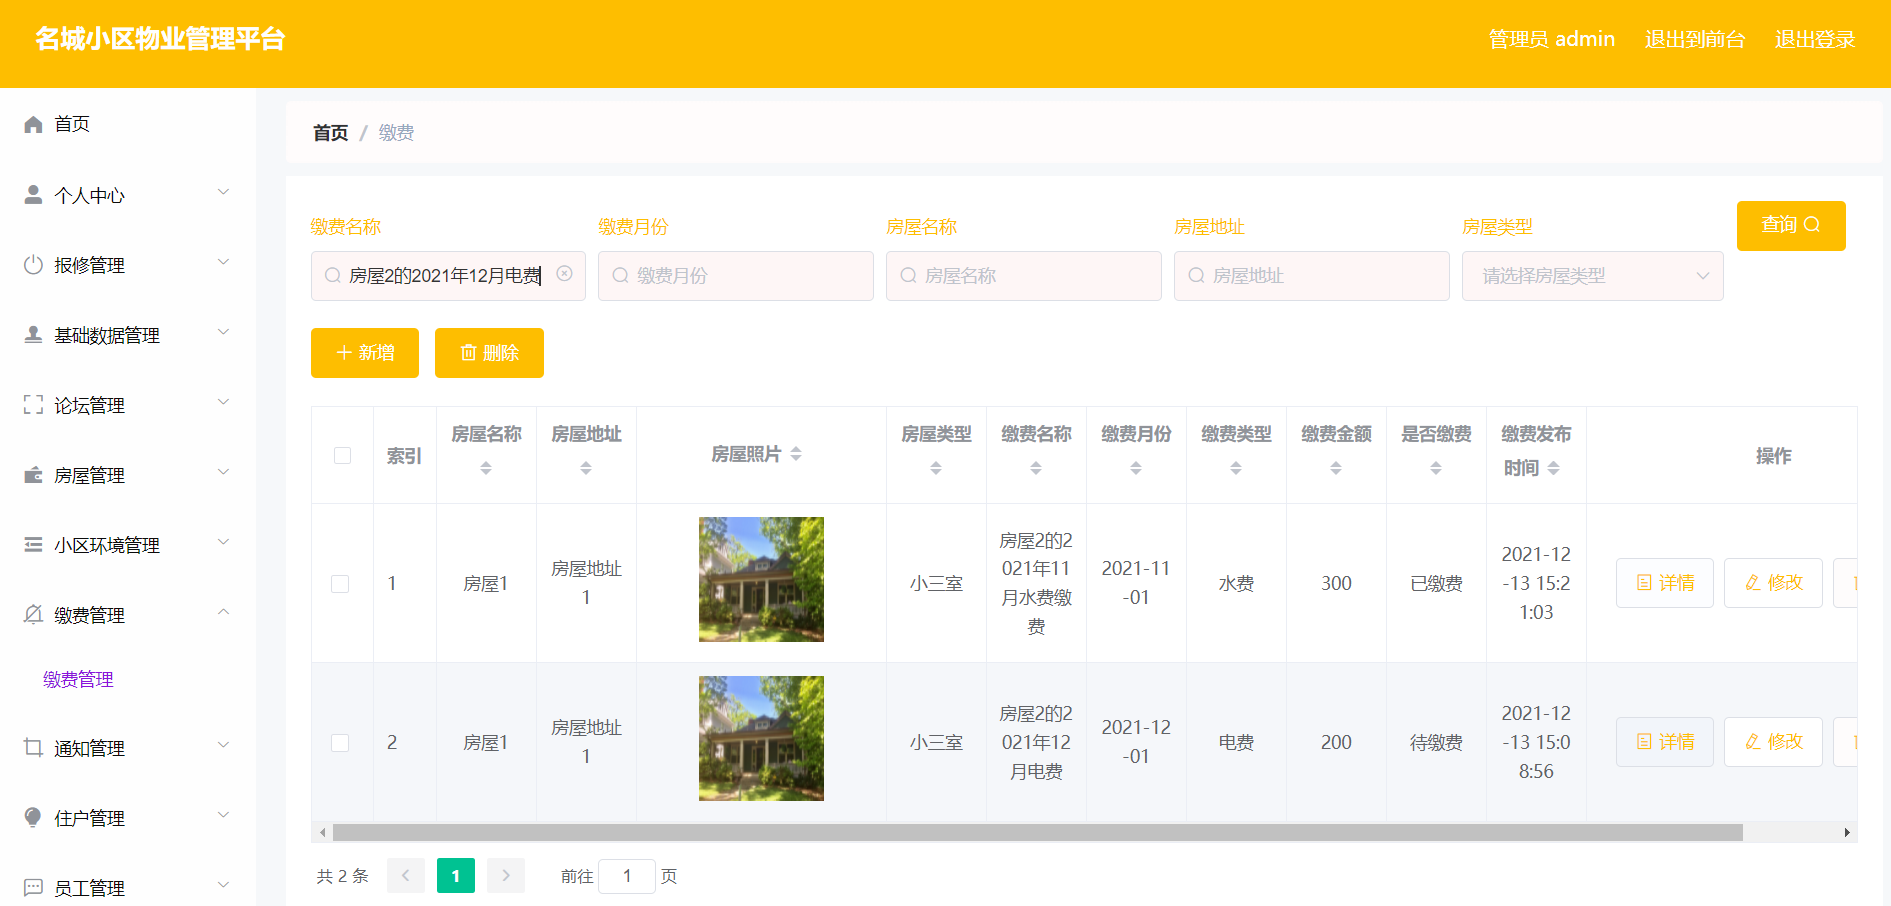 名城小区物业管理平台
管理员 admin 退出到前台 退出登录
首页
个人中心
报修管理
基础数据管理
论坛管理
房屋管理
小区环境管理
缴费管理
缴费管理
通知管理
住户管理
员工管理
首页 / 缴费
缴费名称 缴费月份 房屋名称 房屋地址 房屋类型
房屋2的2021年12月电费 缴费月份 房屋名称 房屋地址 请选择房屋类型
查询
新增 删除
索引 房屋名称 房屋地址 房屋照片 房屋类型 缴费名称 缴费月份 缴费类型 缴费金额 是否缴费 缴费发布
时间 操作
1
房屋1
房屋地址
1
小三室
房屋2的2
021年11
月水费缴
费
2021-11
-01
水费
300
已缴费
2021-12
-13 15:2
1:03
详情 修改
2
房屋1
房屋地址
1
小三室
房屋2的2
021年12
月电费
2021-12
-01
电费
200
待缴费
2021-12
-13 15:0
8:56
详情 修改
共 2 条 1 前往 1 页